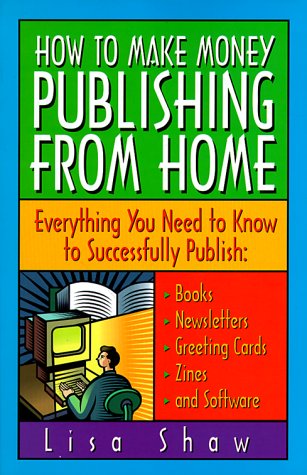 HOW TO MAKE MONEY
PUBLISHING
FROM HOME
Everything You Need to Know
to Successfully Publish:
▸ Books
▸ Newsletters
▸ Greeting Cards
▸ Zines
▸ and Software
Lisa Shaw